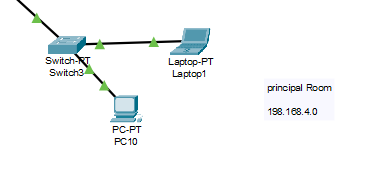 Switch-PT
Switch3
Laptop-PT
Laptop1
principal Room
198.168.4.0
PC-PT
PC10